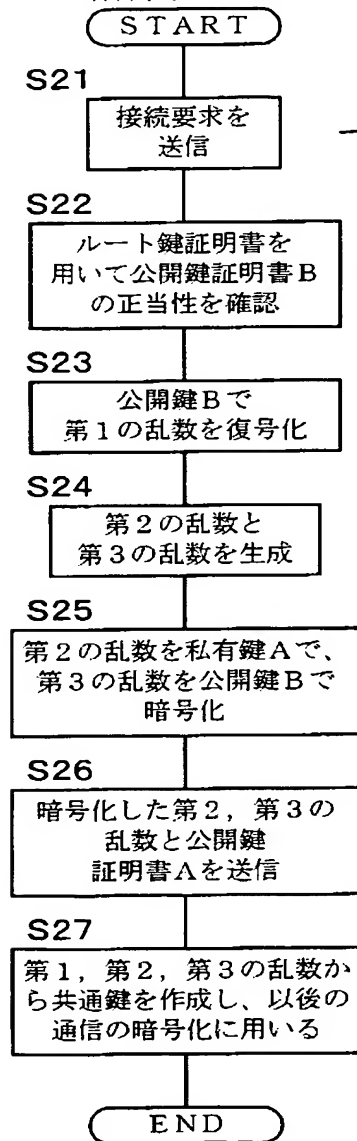 START
S21
接続要求を
送信
S22
ルート鍵証明書を
用いて公開鍵証明書B
の正当性を確認
S23
公開鍵Bで
第1の乱数を復号化
S24
第2の乱数と
第3の乱数を生成
S25
第2の乱数を私有鍵Aで、
第3の乱数を公開鍵Bで
暗号化
S26
暗号化した第2,第3の
乱数と公開鍵
証明書Aを送信
S27
第1,第2,第3の乱数か
ら共通鍵を作成し、以後の
通信の暗号化に用いる
END